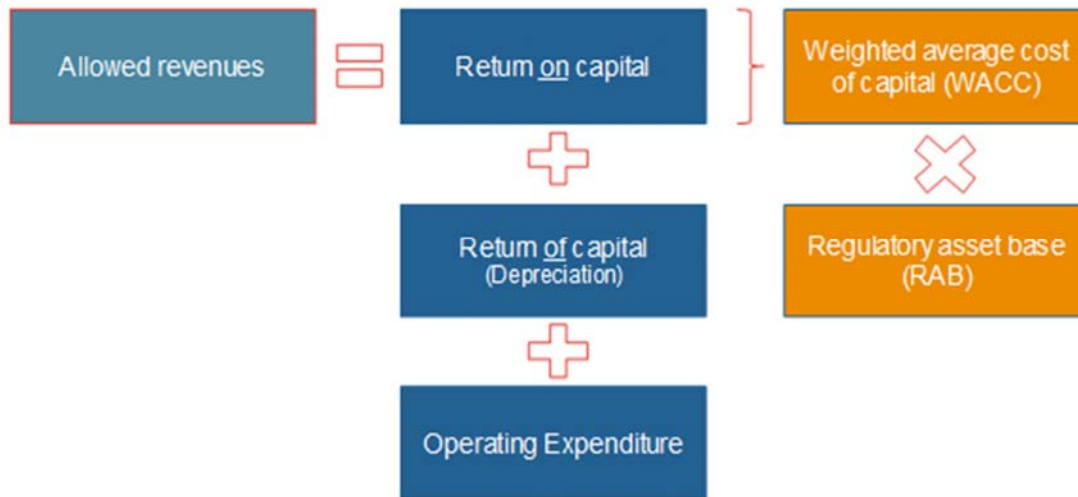 Allowed revenues
Return on capital
Weighted average cost
of capital (WACC)
Return of capital
(Depreciation)
Regulatory asset base
(RAB)
Operating Expenditure